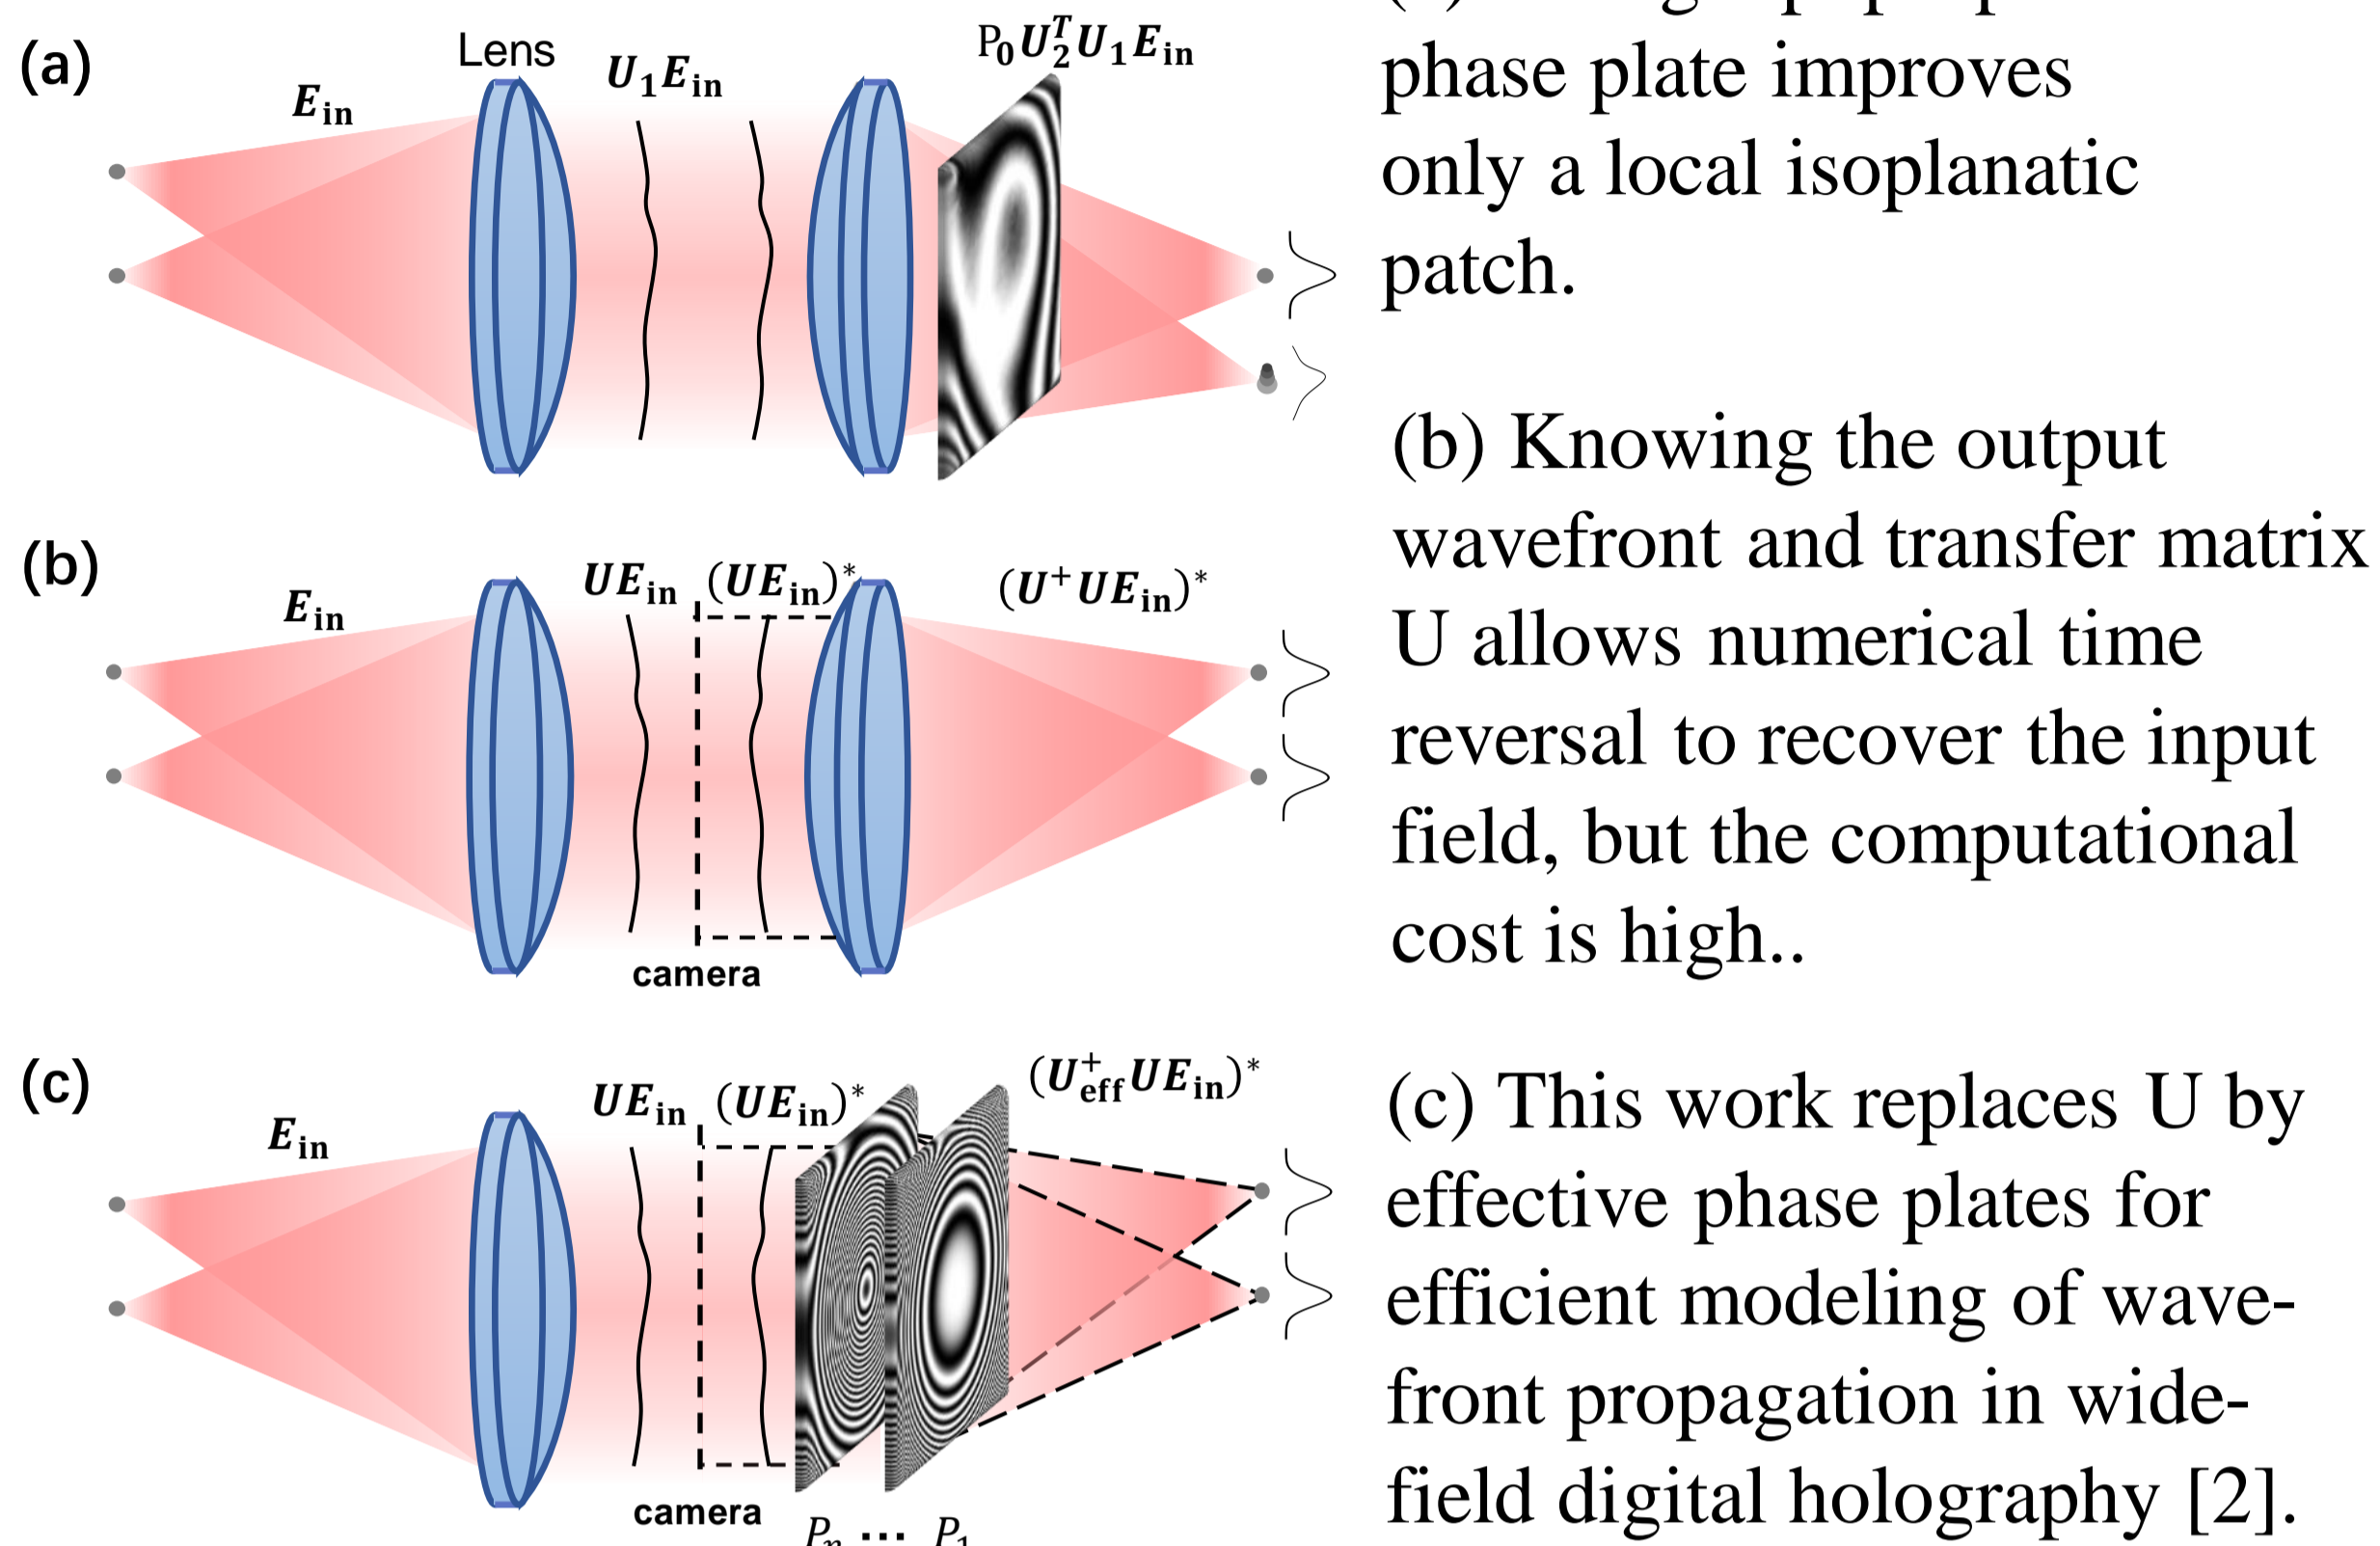 (a)
Lens
E_in
U_1E_in
P_0U_2^TU_1E_in
phase plate improves
only a local isoplanatic
patch.
(b)
E_in
UE_in
(UE_in)^*
(U^+UE_in)^*
camera
(b) Knowing the output
wavefront and transfer matrix
U allows numerical time
reversal to recover the input
field, but the computational
cost is high..
(c)
E_in
UE_in
(UE_in)^*
(U_eff^+UE_in)^*
camera
P_n ... P_1
(c) This work replaces U by
effective phase plates for
efficient modeling of wave-
front propagation in wide-
field digital holography [2].